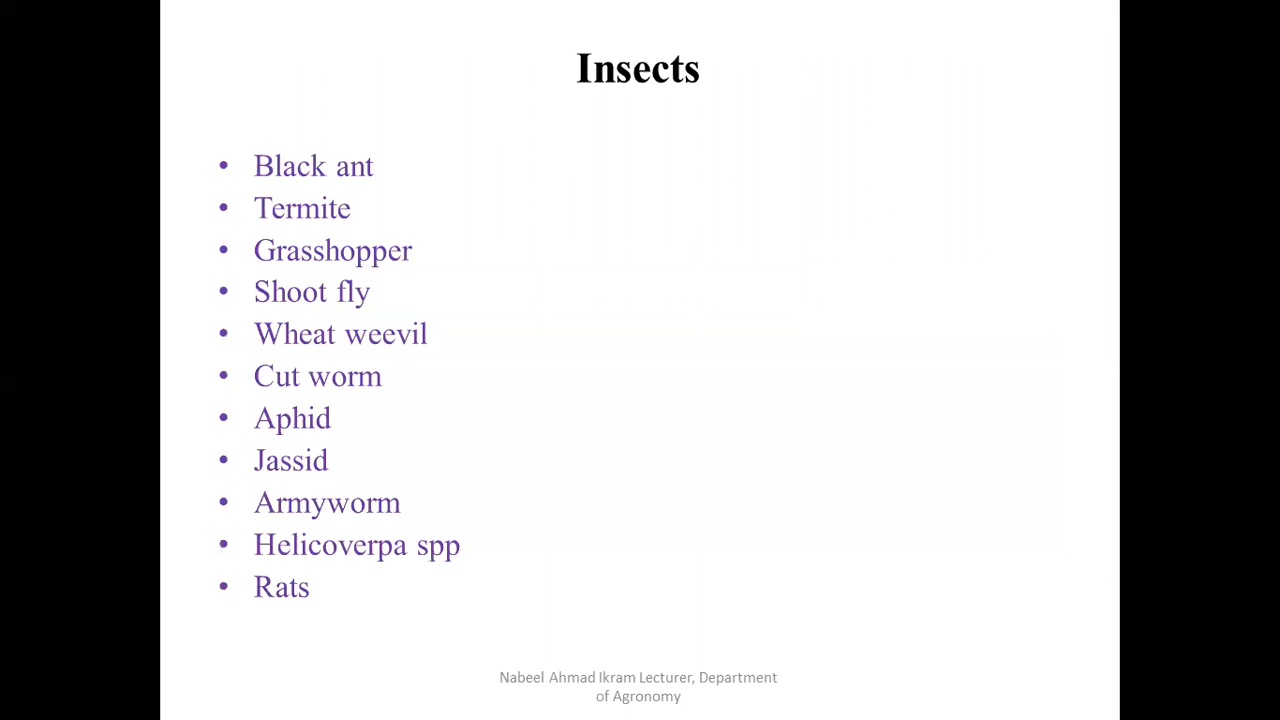 Insects
• Black ant
• Termite
• Grasshopper
• Shoot fly
• Wheat weevil
• Cut worm
• Aphid
• Jassid
• Armyworm
• Helicoverpa spp
• Rats
Nabeel Ahmad Ikram Lecturer, Department
of Agronomy